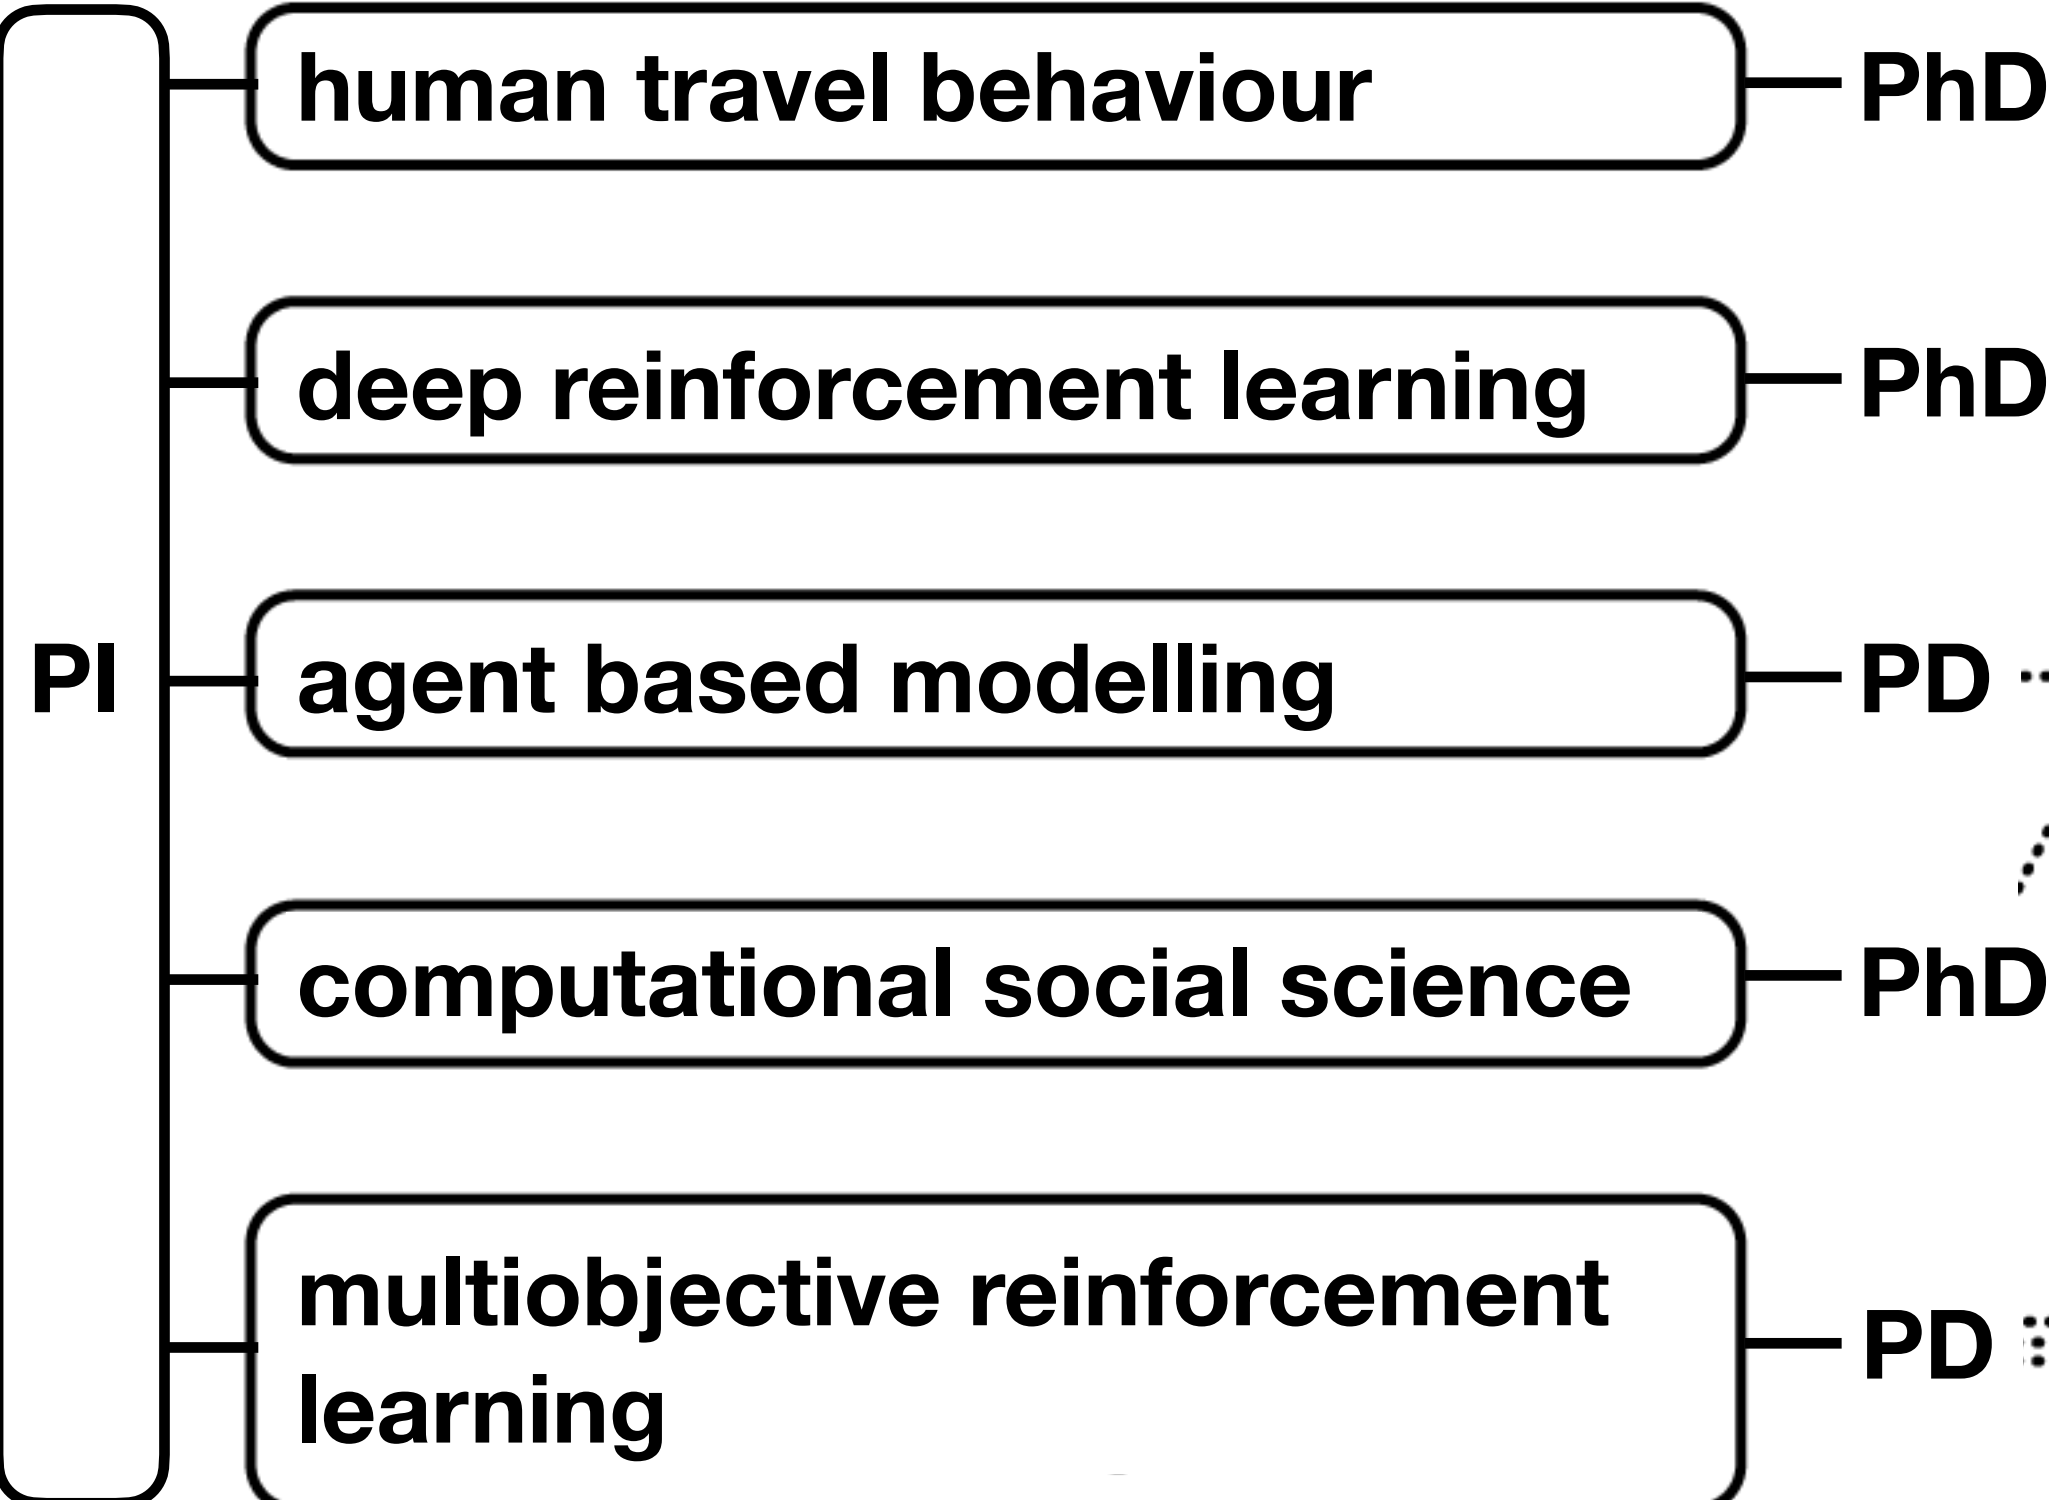 human travel behaviour PhD
deep reinforcement learning PhD
PI agent based modelling PD
computational social science PhD
multiobjective reinforcement
learning PD